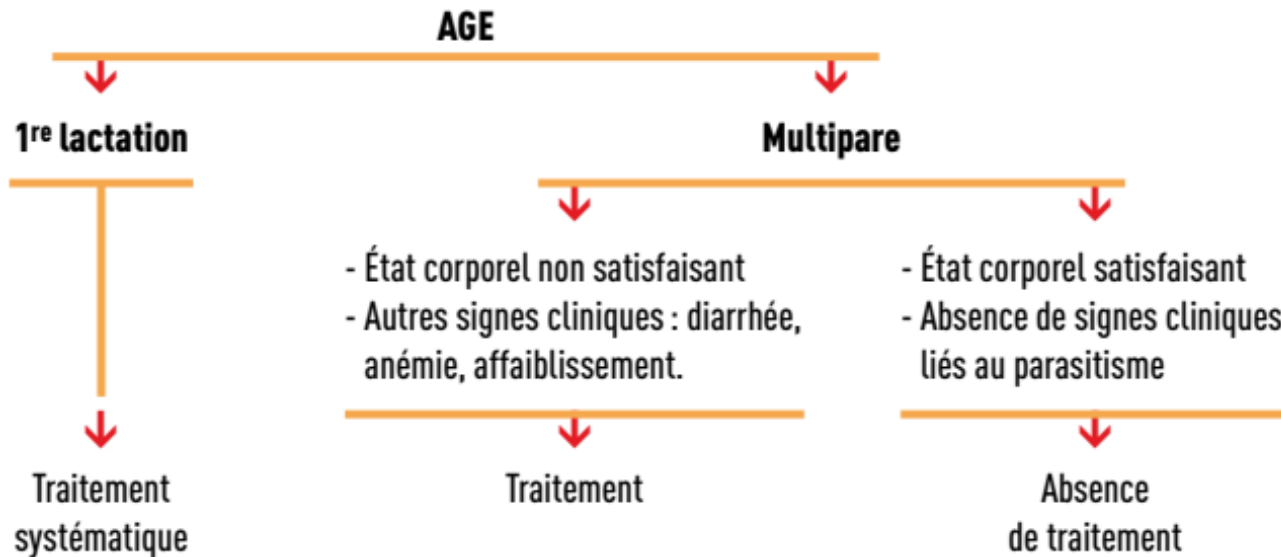 AGE
1re lactation
Multipare
- État corporel non satisfaisant
- Autres signes cliniques : diarrhée,
anémie, affaiblissement.
- État corporel satisfaisant
- Absence de signes cliniques
liés au parasitisme
Traitement
systématique
Traitement
Absence
de traitement